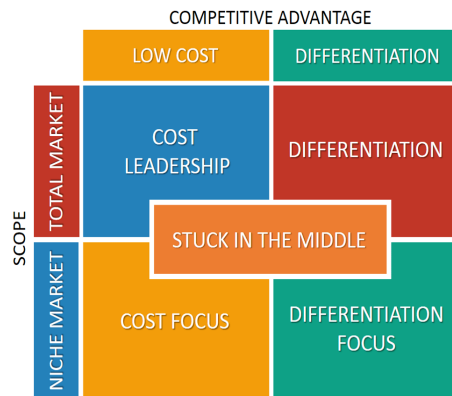 COMPETITIVE ADVANTAGE
LOW COST
DIFFERENTIATION
SCOPE
TOTAL MARKET
COST
LEADERSHIP
DIFFERENTIATION
STUCK IN THE MIDDLE
NICHE MARKET
COST FOCUS
DIFFERENTIATION
FOCUS